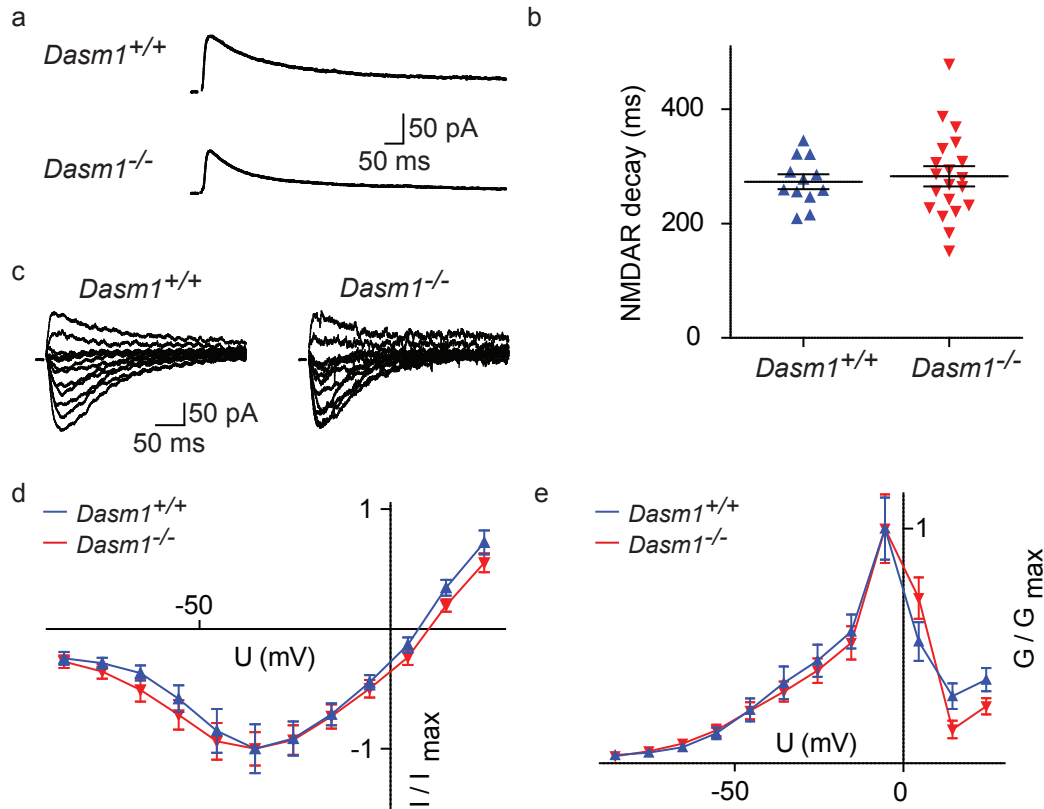 a
Dasm1+/+
50 pA
50 ms
Dasm1-/-
b
NMDAR decay (ms)
400
200
0
Dasm1+/+
Dasm1-/-
c
Dasm1+/+
Dasm1-/-
50 pA
50 ms
d
Dasm1+/+
Dasm1-/-
1
-50
U (mV)
-1
I / I max
e
Dasm1+/+
Dasm1-/-
1
G / G max
U (mV)
-50
0